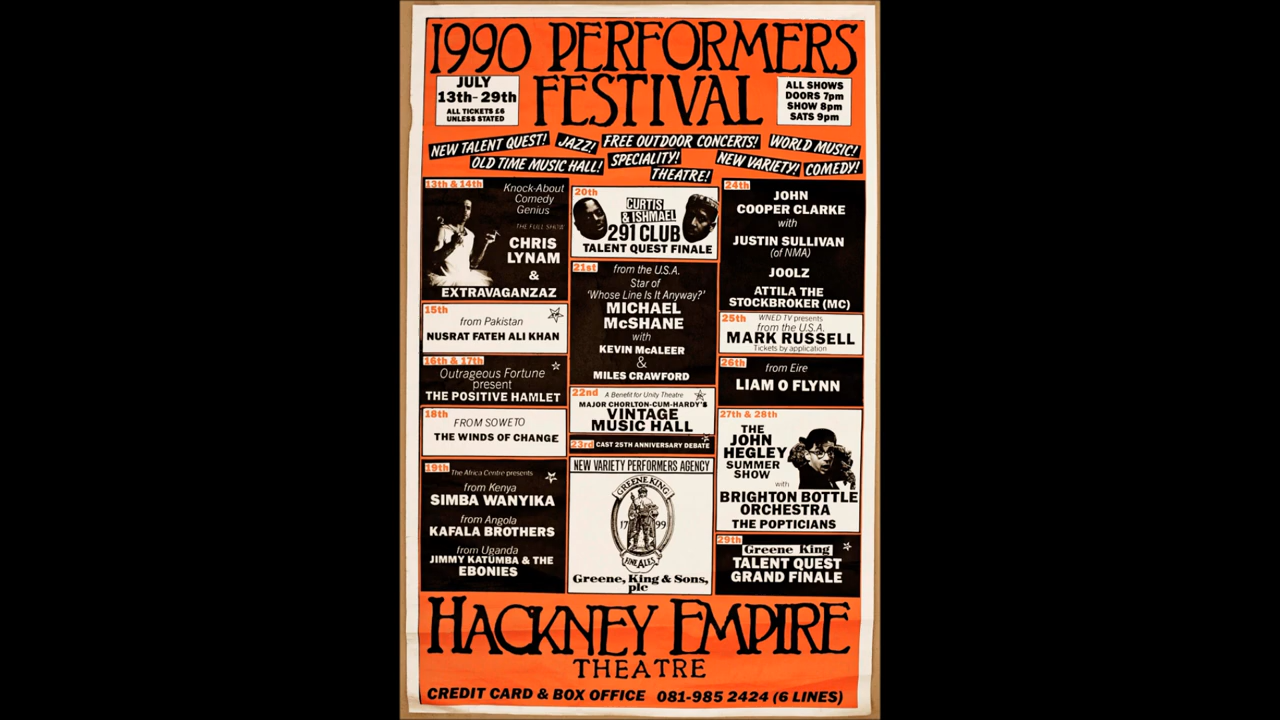 1990 PERFORMERS
FESTIVAL
JULY
13th-29th
ALL TICKETS £6
UNLESS STATED
ALL SHOWS
DOORS 7pm
SHOW 8pm
SATS 9pm
NEW TALENT QUEST!
JAZZ!
FREE OUTDOOR CONCERTS!
WORLD MUSIC!
OLD TIME MUSIC HALL!
SPECIALITY!
NEW VARIETY!
COMEDY!
THEATRE!
13th & 14th
Knock-About
Comedy
Genius
THE FULL SHOW
CHRIS
LYNAM
&
EXTRAVAGANZAZ
15th
from Pakistan
NUSRAT FATEH ALI KHAN
16th & 17th
Outrageous Fortune
present
THE POSITIVE HAMLET
18th
FROM SOWETO
THE WINDS OF CHANGE
19th
The Africa Centre presents
from Kenya
SIMBA WANYIKA
from Angola
KAFALA BROTHERS
from Uganda
JIMMY KATUMBA & THE
EBONIES
20th
CURTIS
& ISHMAEL
291 CLUB
TALENT QUEST FINALE
21st
from the U.S.A.
Star of
'Whose Line Is It Anyway?'
MICHAEL
McSHANE
with
KEVIN McALEER
&
MILES CRAWFORD
22nd
A Benefit for Unity Theatre
MAJOR CHORLTON-CUM-HARDY'S
VINTAGE
MUSIC HALL
23rd
CAST 25TH ANNIVERSARY DEBATE
NEW VARIETY PERFORMERS AGENCY
GREENE KING
1799
FINE ALES
Greene, King & Sons,
plc
24th
JOHN
COOPER CLARKE
with
JUSTIN SULLIVAN
(of NMA)
JOOLZ
ATTILA THE
STOCKBROKER (MC)
25th
WNED TV presents
from the U.S.A.
MARK RUSSELL
Tickets by application
26th
from Eire
LIAM O FLYNN
27th & 28th
THE
JOHN
HEGLEY
SUMMER
SHOW
with
BRIGHTON BOTTLE
ORCHESTRA
THE POPTICIANS
29th
Greene King
TALENT QUEST
GRAND FINALE
HACKNEY EMPIRE
THEATRE
CREDIT CARD & BOX OFFICE 081-985 2424 (6 LINES)